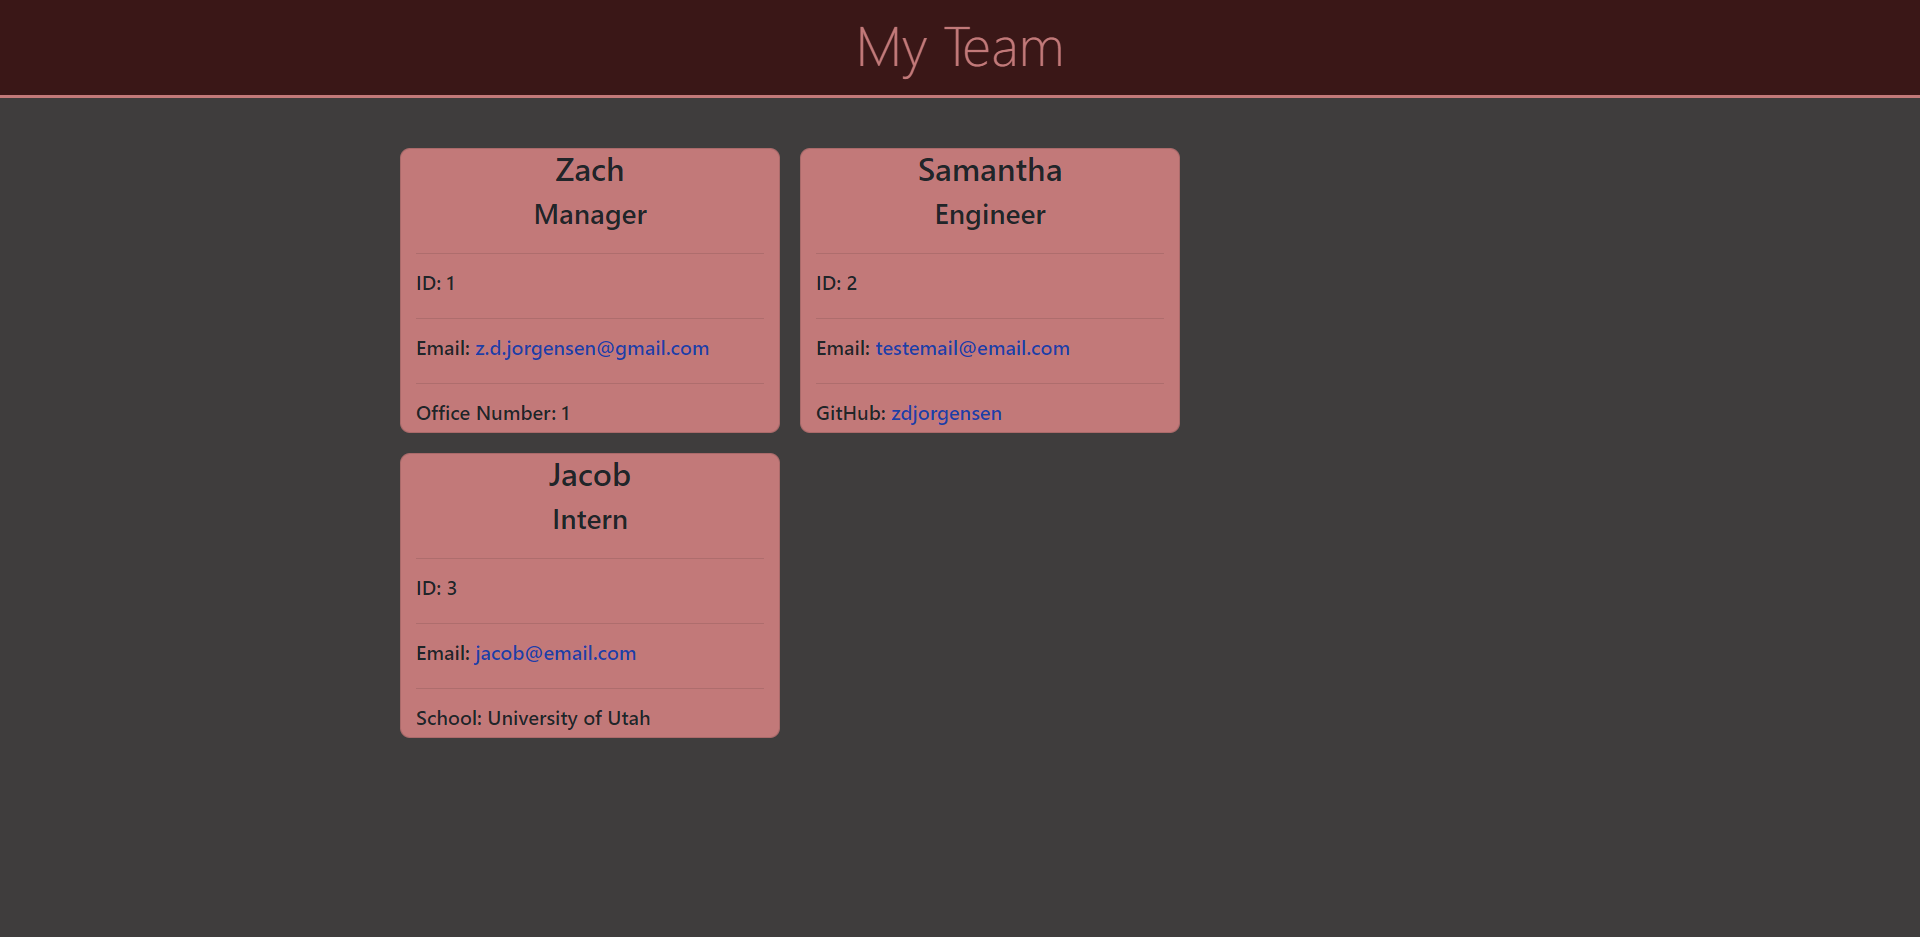 My Team
Zach
Manager
ID: 1
Email: z.d.jorgensen@gmail.com
Office Number: 1
Samantha
Engineer
ID: 2
Email: testemail@email.com
GitHub: zdjorgensen
Jacob
Intern
ID: 3
Email: jacob@email.com
School: University of Utah